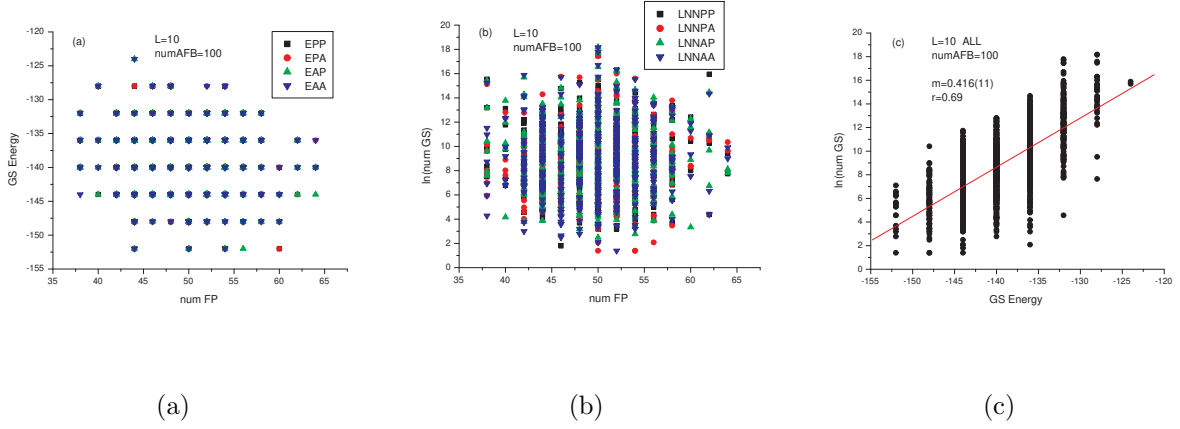 (a)
L=10
numAFB=100
EPP
EPA
EAP
EAA
GS Energy
-120
-125
-130
-135
-140
-145
-150
-155
35 40 45 50 55 60 65
num FP
(b)
L=10
numAFB=100
LNNPP
LNNPA
LNNAP
LNNAA
ln(num GS)
20
18
16
14
12
10
8
6
4
2
0
35 40 45 50 55 60 65
num FP
(c)
L=10 ALL
numAFB=100
m=0.416(11)
r=0.69
ln(num GS)
20
18
16
14
12
10
8
6
4
2
0
-155 -150 -145 -140 -135 -130 -125 -120
GS Energy
(a) (b) (c)